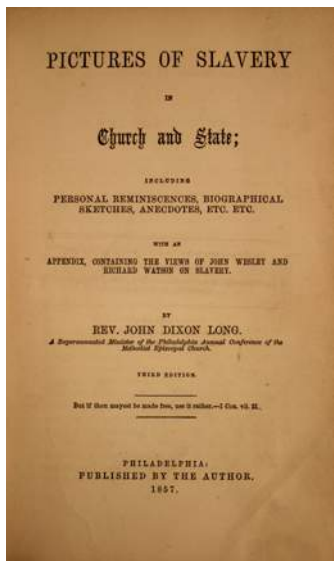 PICTURES OF SLAVERY
IN
Church and State;
INCLUDING
PERSONAL REMINISCENCES, BIOGRAPHICAL
SKETCHES, ANECDOTES, ETC. ETC.
WITH AN
APPENDIX, CONTAINING THE VIEWS OF JOHN WESLEY AND
RICHARD WATSON ON SLAVERY.
BY
REV. JOHN DIXON LONG,
A Superannuated Minister of the Philadelphia Annual Conference of the
Methodist Episcopal Church.
THIRD EDITION.
But if thou mayest be made free, use it rather.—I Cor. vii. 21.
PHILADELPHIA:
PUBLISHED BY THE AUTHOR.
1857.